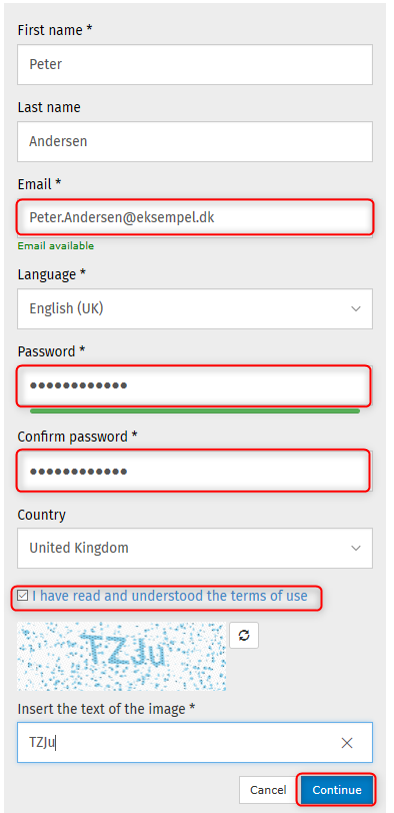 First name *
Peter
Last name
Andersen
Email *
Peter.Andersen@eksempel.dk
Email available
Language *
English (UK)
Password *
●●●●●●●●●●●●
Confirm password *
●●●●●●●●●●●●
Country
United Kingdom
I have read and understood the terms of use
TZJu
Insert the text of the image *
TZJu
Cancel Continue